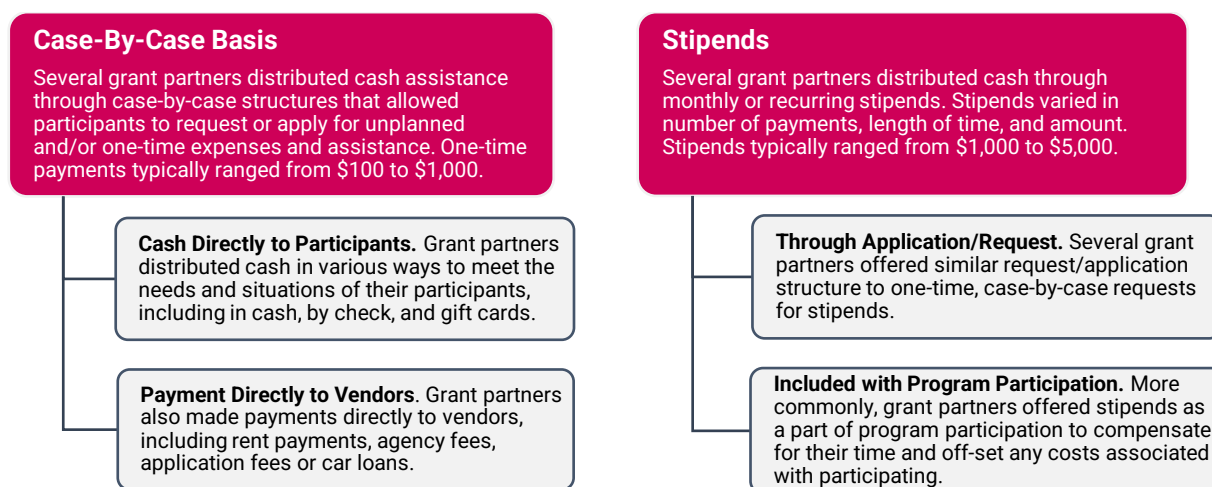 Case-By-Case Basis
Several grant partners distributed cash assistance
through case-by-case structures that allowed
participants to request or apply for unplanned
and/or one-time expenses and assistance. One-time
payments typically ranged from $100 to $1,000.
Cash Directly to Participants. Grant partners
distributed cash in various ways to meet the
needs and situations of their participants,
including in cash, by check, and gift cards.
Payment Directly to Vendors. Grant partners
also made payments directly to vendors,
including rent payments, agency fees,
application fees or car loans.
Stipends
Several grant partners distributed cash through
monthly or recurring stipends. Stipends varied in
number of payments, length of time, and amount.
Stipends typically ranged from $1,000 to $5,000.
Through Application/Request. Several grant
partners offered similar request/application
structure to one-time, case-by-case requests
for stipends.
Included with Program Participation. More
commonly, grant partners offered stipends as
a part of program participation to compensate
for their time and off-set any costs associated
with participating.